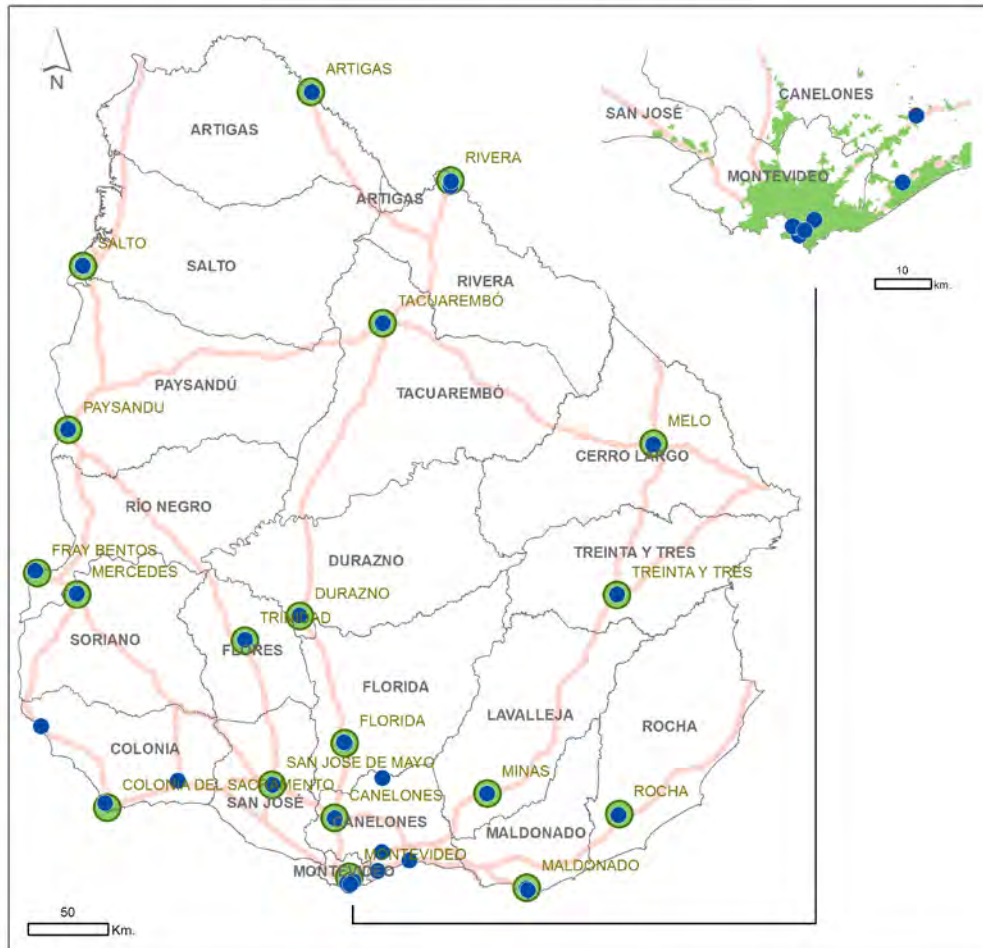 N
ARTIGAS
ARTIGAS
RIVERA
ARTIGAS
SALTO
SALTO
RIVERA
TACUAREMBÓ
PAYSANDÚ
TACUAREMBÓ
PAYSANDU
MELO
CERRO LARGO
RÍO NEGRO
FRAY BENTOS
MERCEDES
DURAZNO
TREINTA Y TRES
TREINTA Y TRES
DURAZNO
TRINIDAD
SORIANO
FLORES
FLORIDA
LAVALLEJA
ROCHA
FLORIDA
COLONIA
SAN JOSE DE MAYO
MINAS
COLONIA DEL SACRAMENTO
SAN JOSÉ
CANELONES
ROCHA
CANELONES
MALDONADO
MONTEVIDEO
MONTEVIDEO
MALDONADO
50
Km.
CANELONES
SAN JOSÉ
MONTEVIDEO
10
km.